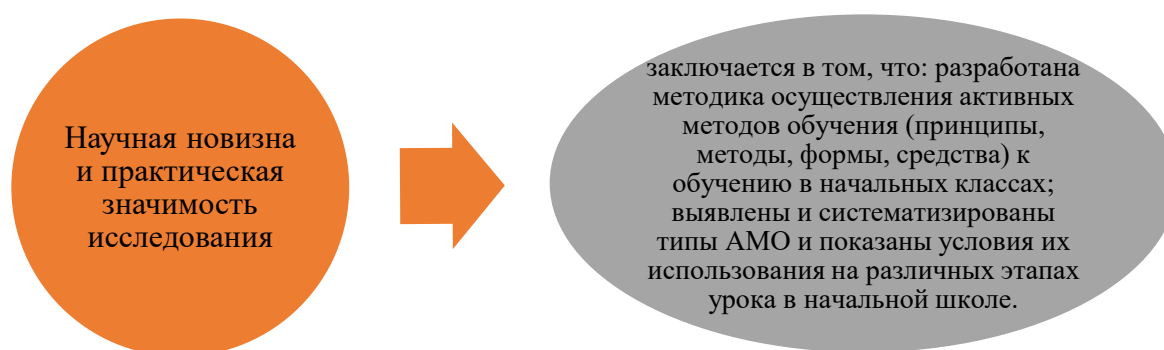 Научная новизна
и практическая
значимость
исследования
заключается в том, что: разработана
методика осуществления активных
методов обучения (принципы,
методы, формы, средства) к
обучению в начальных классах;
выявлены и систематизированы
типы АМО и показаны условия их
использования на различных этапах
урока в начальной школе.